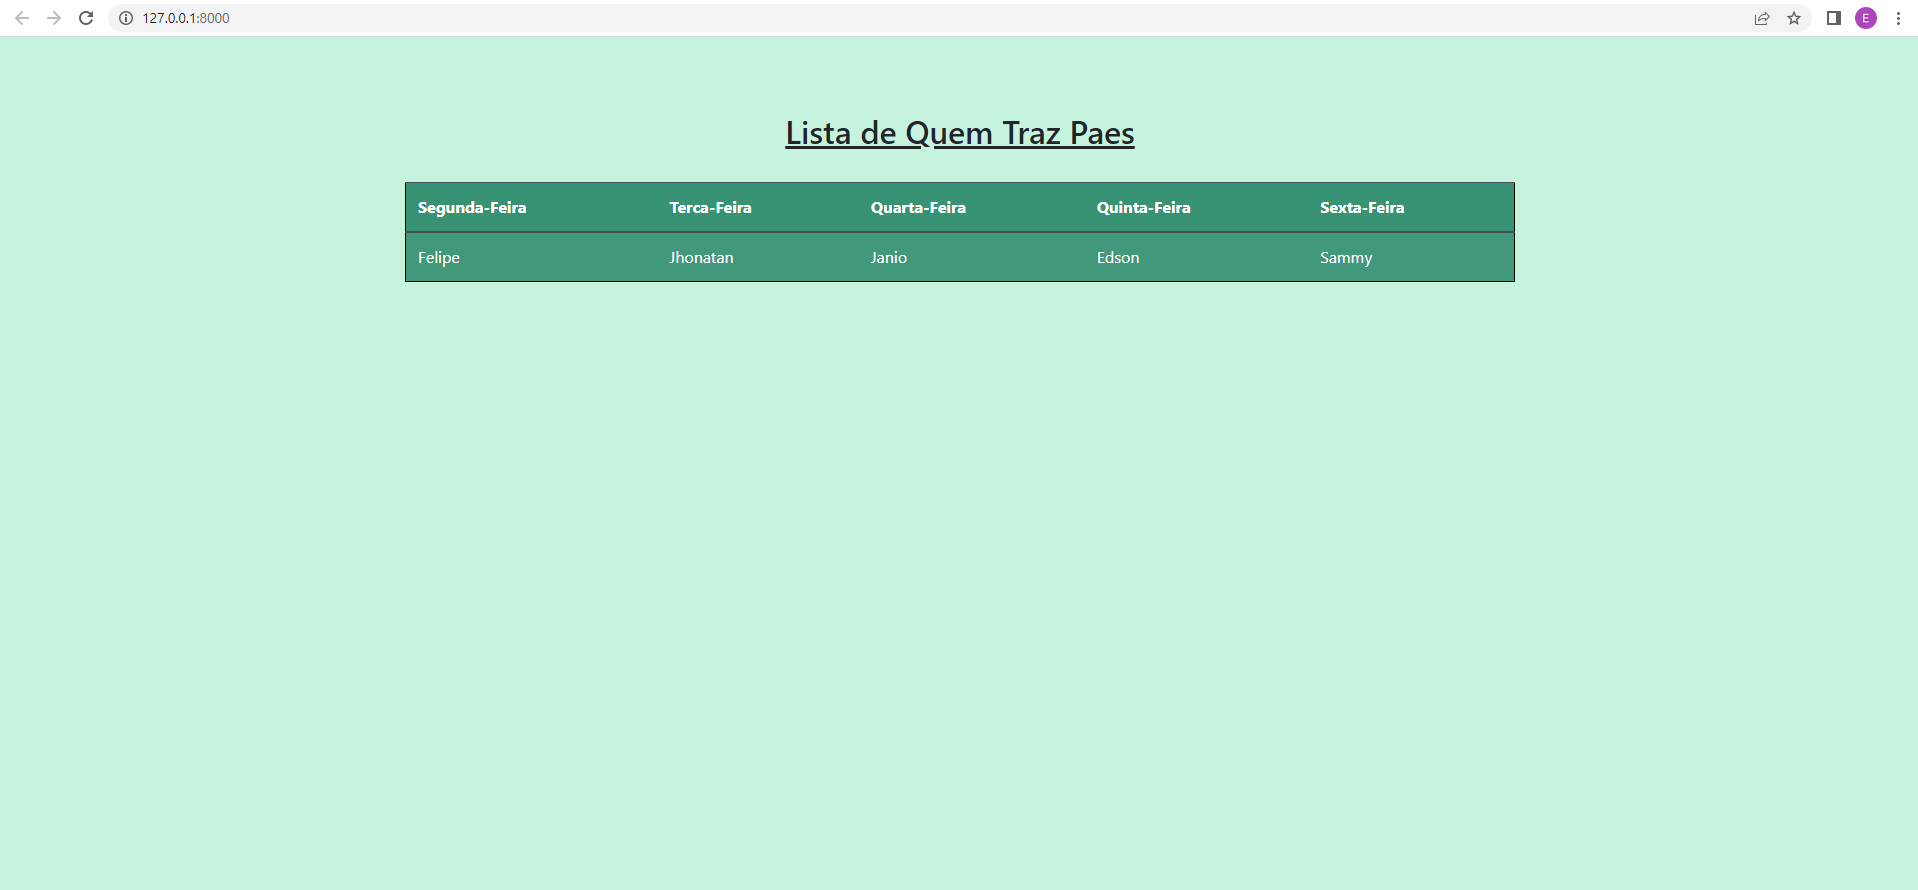 127.0.0.1:8000
E
Lista de Quem Traz Paes
Segunda-Feira Terca-Feira Quarta-Feira Quinta-Feira Sexta-Feira
Felipe Jhonatan Janio Edson Sammy